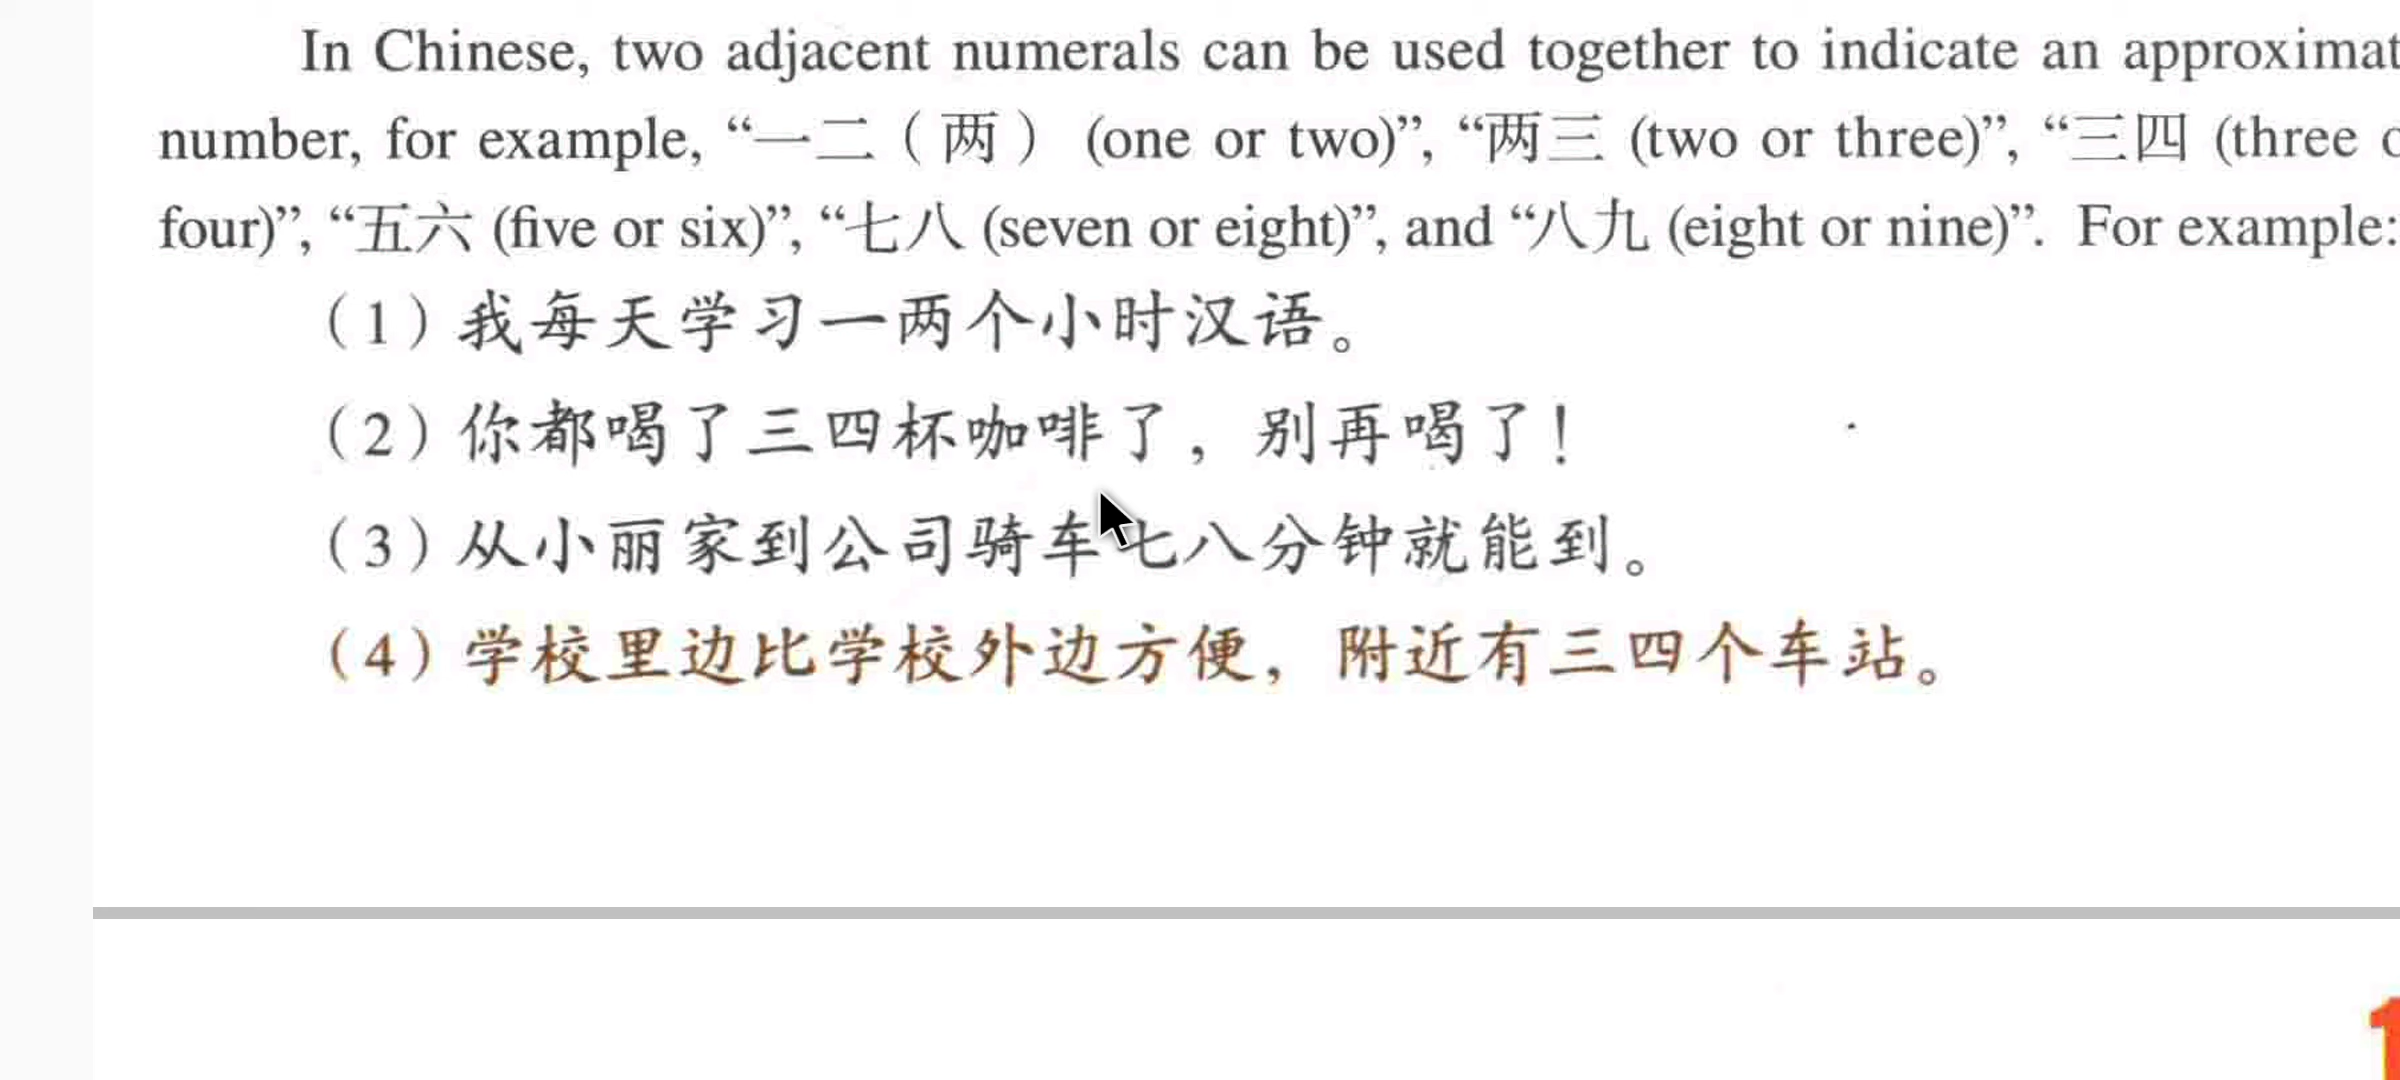 In Chinese, two adjacent numerals can be used together to indicate an approximat
number, for example, “一二（两） (one or two)”, “两三 (two or three)”, “三四 (three
four)”, “五六 (five or six)”, “七八 (seven or eight)”, and “八九 (eight or nine)”. For example:
（1）我每天学习一两个小时汉语。
（2）你都喝了三四杯咖啡了，别再喝了！
（3）从小丽家到公司骑车七八分钟就能到。
（4）学校里边比学校外边方便，附近有三四个车站。